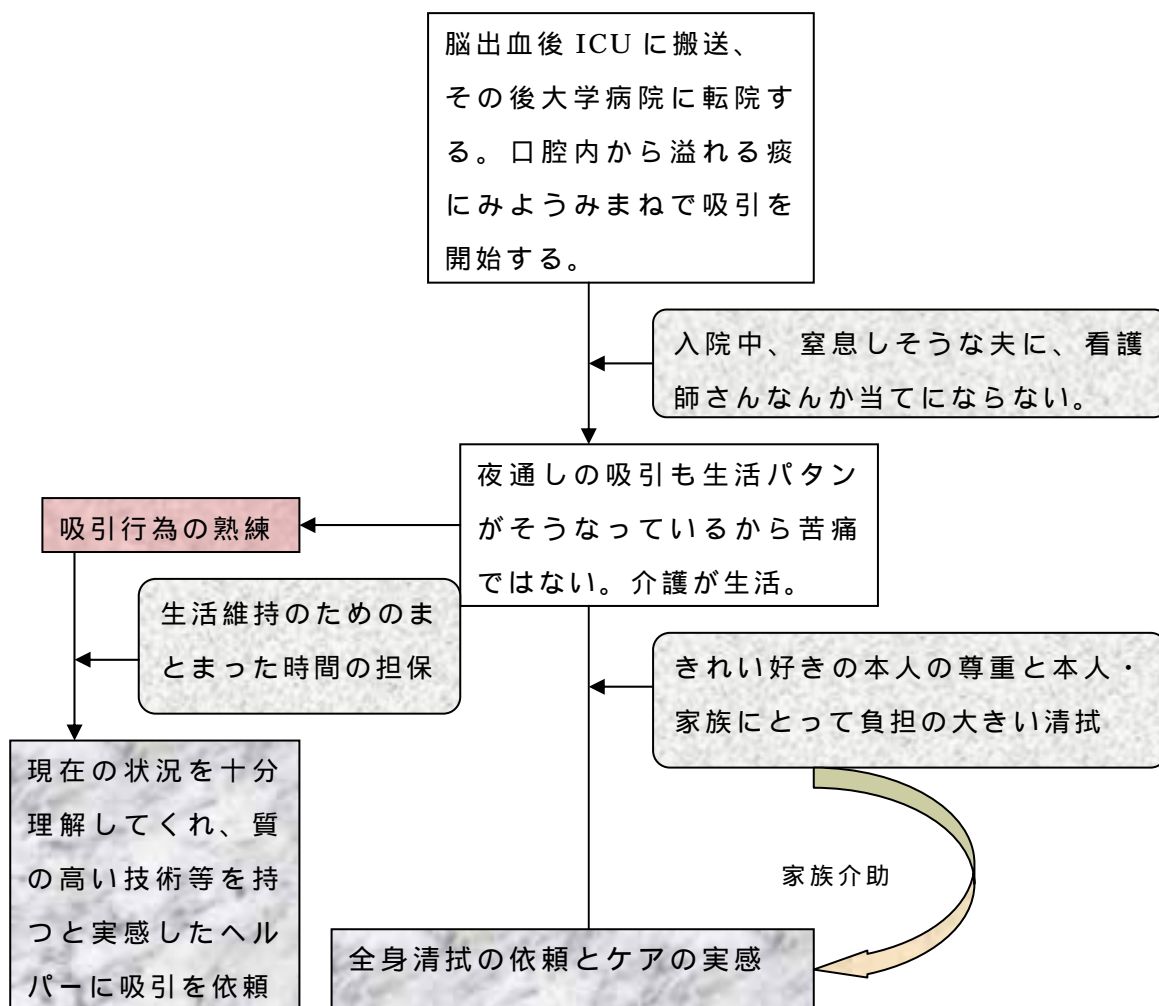 脳出血後 ICU に搬送、
その後大学病院に転院す
る。口腔内から溢れる痰
にみようみまねで吸引を
開始する。
入院中、窒息しそうな夫に、看護
師さんなんか当てにならない。
夜通しの吸引も生活パタン
がそうなっているから苦痛
ではない。介護が生活。
吸引行為の熟練
生活維持のためのま
とまった時間の担保
きれい好きの本人の尊重と本人・
家族にとって負担の大きい清拭
現在の状況を十分
理解してくれ、質
の高い技術等を持
つと実感したヘル
パーに吸引を依頼
家族介助
全身清拭の依頼とケアの実感